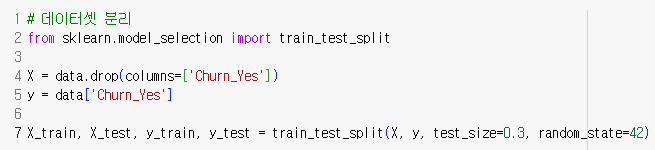 1 # 데이터셋 분리
2 from sklearn.model_selection import train_test_split
3
4 X = data.drop(columns=['Churn_Yes'])
5 y = data['Churn_Yes']
6
7 X_train, X_test, y_train, y_test = train_test_split(X, y, test_size=0.3, random_state=42)